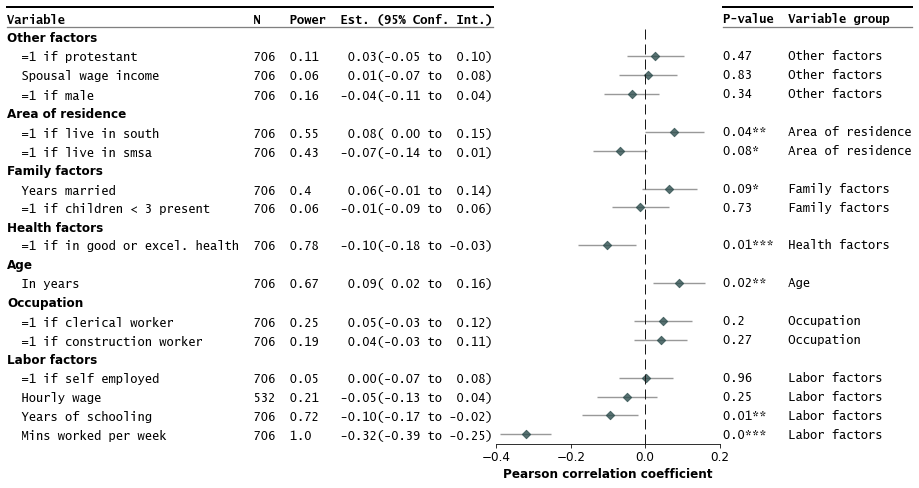 Variable N Power Est. (95% Conf. Int.) P-value Variable group
Other factors
=1 if protestant 706 0.11 0.03(-0.05 to 0.10) 0.47 Other factors
Spousal wage income 706 0.06 0.01(-0.07 to 0.08) 0.83 Other factors
=1 if male 706 0.16 -0.04(-0.11 to 0.04) 0.34 Other factors
Area of residence
=1 if live in south 706 0.55 0.08( 0.00 to 0.15) 0.04** Area of residence
=1 if live in smsa 706 0.43 -0.07(-0.14 to 0.01) 0.08* Area of residence
Family factors
Years married 706 0.4 0.06(-0.01 to 0.14) 0.09* Family factors
=1 if children < 3 present 706 0.06 -0.01(-0.09 to 0.06) 0.73 Family factors
Health factors
=1 if in good or excel. health 706 0.78 -0.10(-0.18 to -0.03) 0.01*** Health factors
Age
In years 706 0.67 0.09( 0.02 to 0.16) 0.02** Age
Occupation
=1 if clerical worker 706 0.25 0.05(-0.03 to 0.12) 0.2 Occupation
=1 if construction worker 706 0.19 0.04(-0.03 to 0.11) 0.27 Occupation
Labor factors
=1 if self employed 706 0.05 0.00(-0.07 to 0.08) 0.96 Labor factors
Hourly wage 532 0.21 -0.05(-0.13 to 0.04) 0.25 Labor factors
Years of schooling 706 0.72 -0.10(-0.17 to -0.02) 0.01** Labor factors
Mins worked per week 706 1.0 -0.32(-0.39 to -0.25) 0.0*** Labor factors
−0.4 −0.2 0.0 0.2
Pearson correlation coefficient